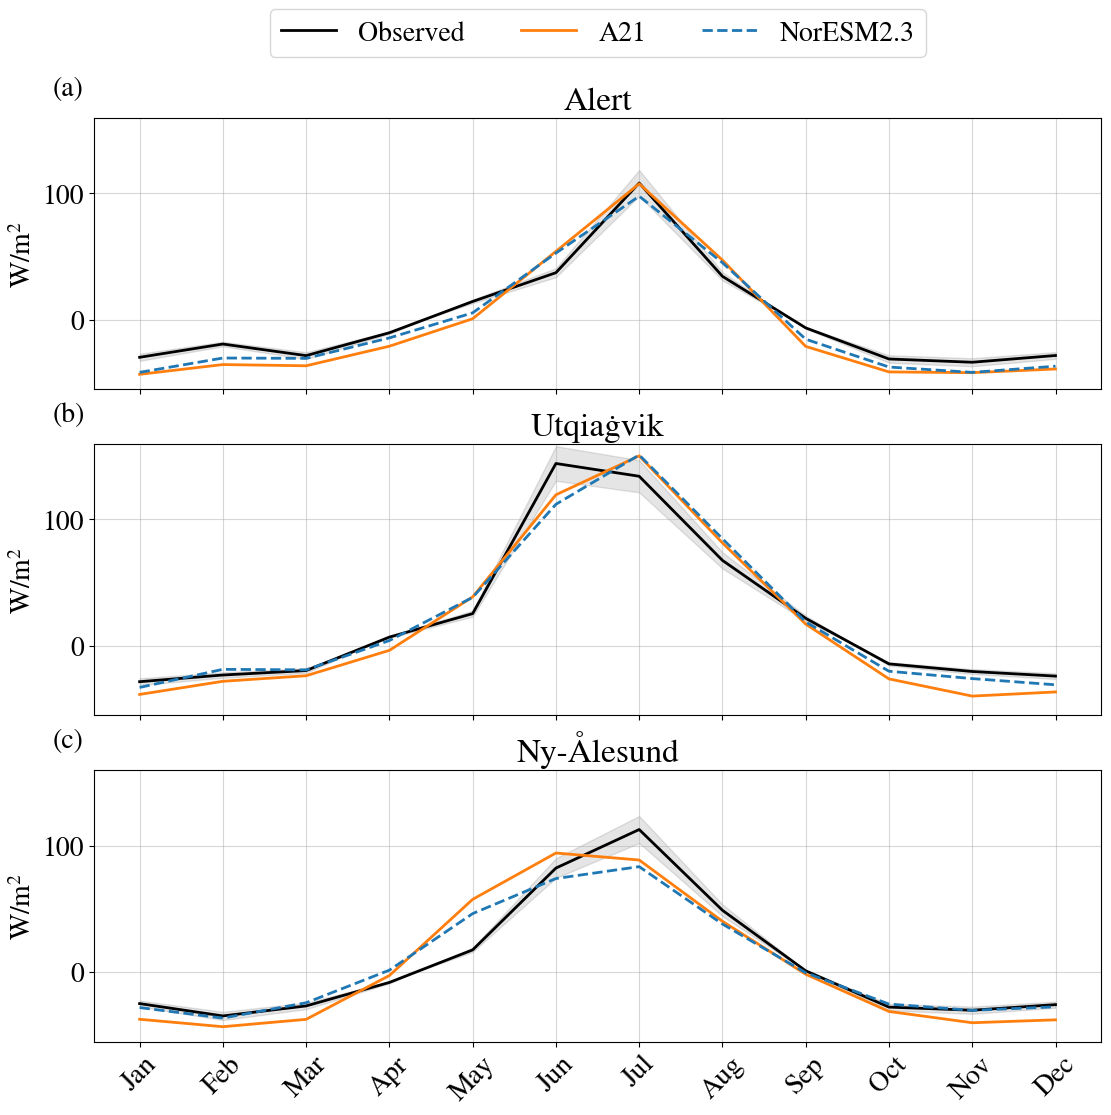 Observed A21 NorESM2.3
(a)
Alert
100
0
W/m²
(b)
Utqiaġvik
100
0
W/m²
(c)
Ny-Ålesund
100
0
W/m²
Jan Feb Mar Apr May Jun Jul Aug Sep Oct Nov Dec